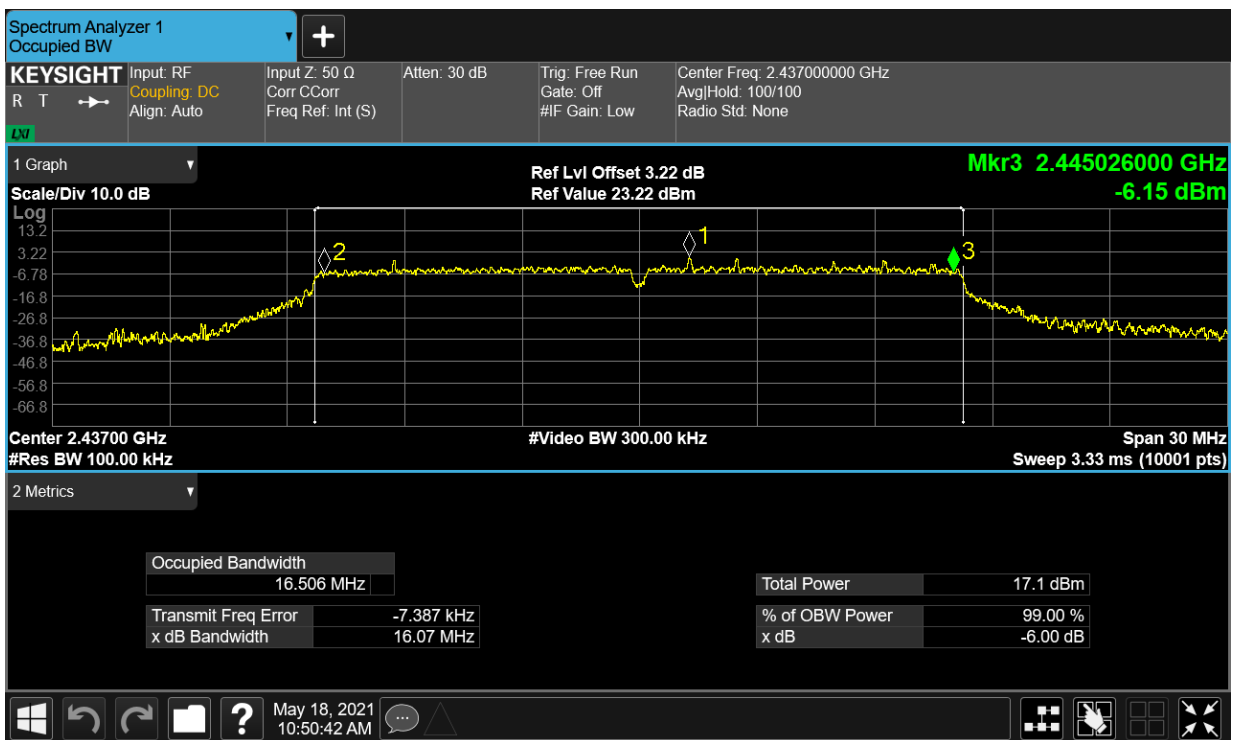 Spectrum Analyzer 1
Occupied BW
KEYSIGHT
R T
LXI
Input: RF
Coupling: DC
Align: Auto
Input Z: 50 Ω
Corr CCorr
Freq Ref: Int (S)
Atten: 30 dB
Trig: Free Run
Gate: Off
#IF Gain: Low
Center Freq: 2.437000000 GHz
Avg|Hold: 100/100
Radio Std: None
1 Graph
Scale/Div 10.0 dB
Ref Lvl Offset 3.22 dB
Ref Value 23.22 dBm
Mkr3 2.445026000 GHz
-6.15 dBm
Log
13.2
3.22
-6.78
-16.8
-26.8
-36.8
-46.8
-56.8
-66.8
2
1
3
Center 2.43700 GHz
#Res BW 100.00 kHz
#Video BW 300.00 kHz
Span 30 MHz
Sweep 3.33 ms (10001 pts)
2 Metrics
Occupied Bandwidth
16.506 MHz
Transmit Freq Error -7.387 kHz
x dB Bandwidth 16.07 MHz
Total Power 17.1 dBm
% of OBW Power 99.00 %
x dB -6.00 dB
?
May 18, 2021
10:50:42 AM